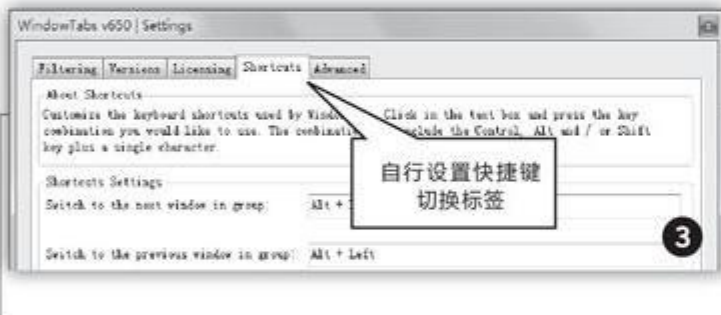 WindowTabs v650 | Settings
Filtering Versions Licensing Shortcuts Advanced
About Shortcuts
Customize the keyboard shortcuts used by Window Click in the text box and press the key
combination you would like to use. The combinatio include the Control, Alt and / or Shift
key plus a single character.
自行设置快捷键
切换标签
Shortcuts Settings
Switch to the next window in group: Alt +
Switch to the previous window in group: Alt + Left
3